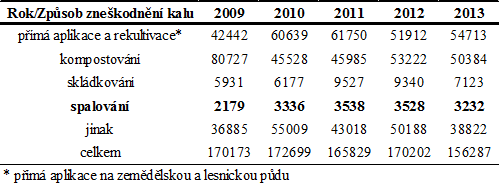 Rok/Způsob zneškodnění kalu 2009 2010 2011 2012 2013
přímá aplikace a rekultivace* 42442 60639 61750 51912 54713
kompostování 80727 45528 45985 53222 50384
skládkování 5931 6177 9527 9340 7123
spalování 2179 3336 3538 3528 3232
jinak 36885 55009 43018 50188 38822
celkem 170173 172699 165829 170202 156287
* přímá aplikace na zemědělskou a lesnickou půdu